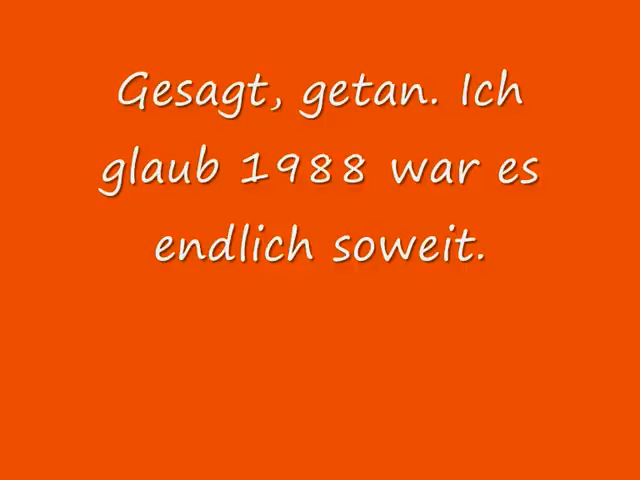 Gesagt, getan. Ich
glaub 1988 war es
endlich soweit.